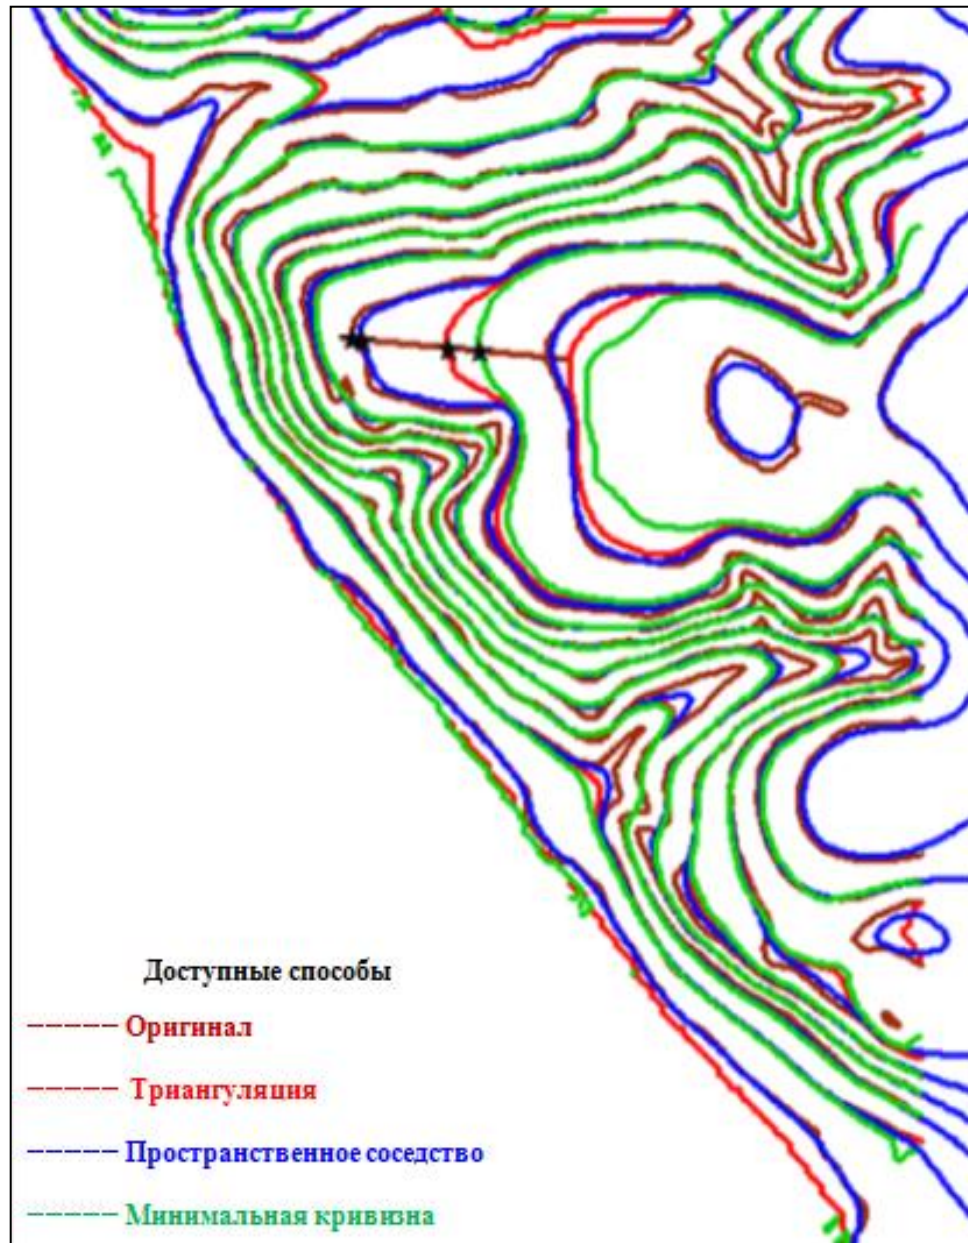 Доступные способы
Оригинал
Триангуляция
Пространственное соседство
Минимальная кривизна